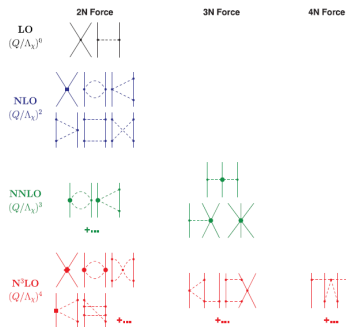 2N Force 3N Force 4N Force
LO
(Q/Λχ)⁰
NLO
(Q/Λχ)²
NNLO
(Q/Λχ)³
+...
N³LO
(Q/Λχ)⁴
+... +... +...